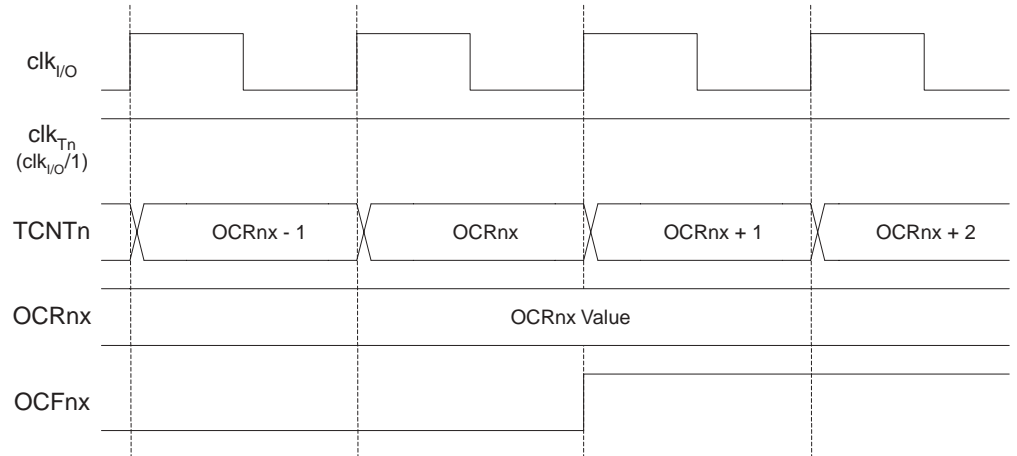 clkI/O
clkTn
(clkI/O/1)
TCNTn
OCRnx - 1
OCRnx
OCRnx + 1
OCRnx + 2
OCRnx
OCRnx Value
OCFnx